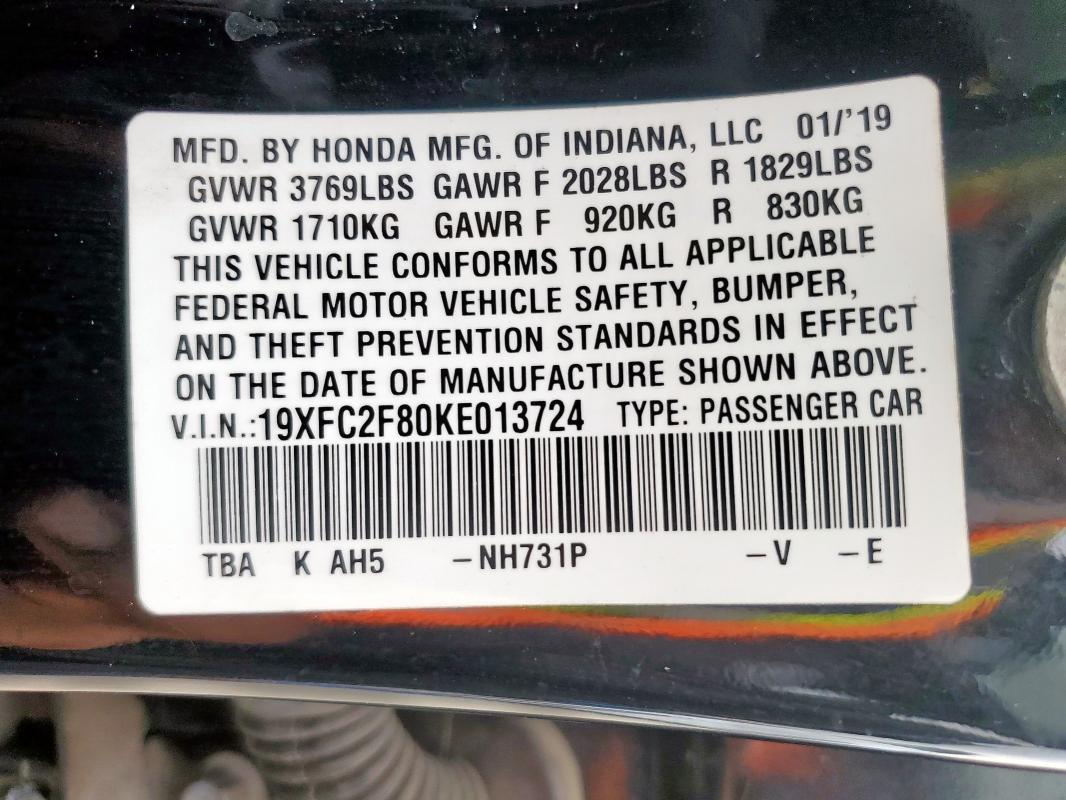 MFD. BY HONDA MFG. OF INDIANA, LLC 01/'19
GVWR 3769LBS GAWR F 2028LBS R 1829LBS
GVWR 1710KG GAWR F 920KG R 830KG
THIS VEHICLE CONFORMS TO ALL APPLICABLE
FEDERAL MOTOR VEHICLE SAFETY, BUMPER,
AND THEFT PREVENTION STANDARDS IN EFFECT
ON THE DATE OF MANUFACTURE SHOWN ABOVE.
V.I.N.:19XFC2F80KE013724 TYPE: PASSENGER CAR
TBA K AH5 –NH731P –V –E